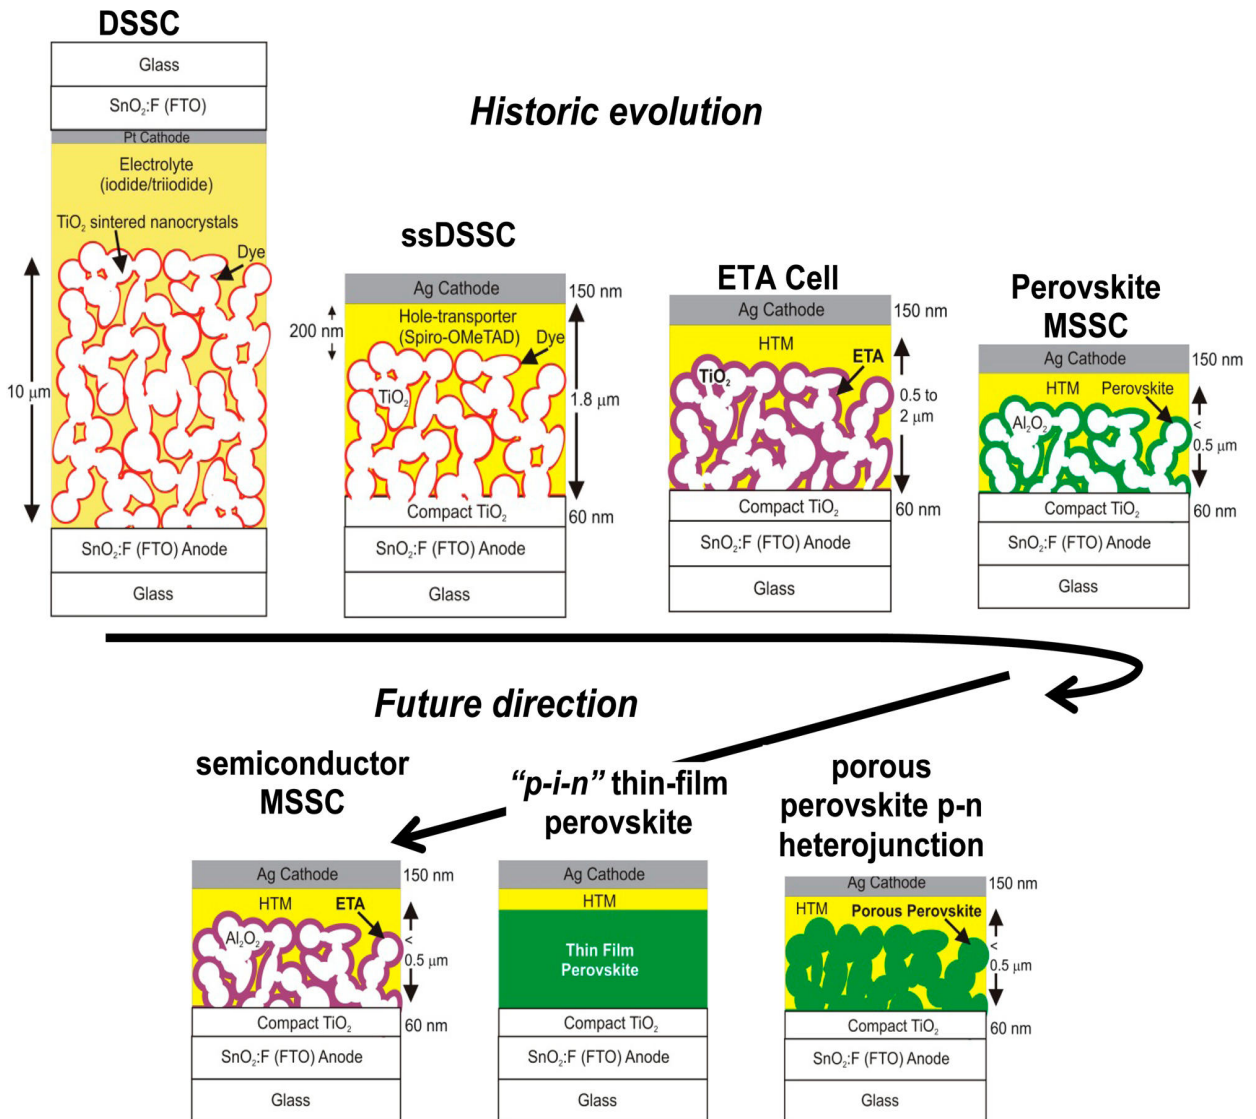 DSSC
Glass
SnO₂:F (FTO)
Pt Cathode
Electrolyte
(iodide/triiodide)
TiO₂ sintered nanocrystals
Dye
10 μm
SnO₂:F (FTO) Anode
Glass
Historic evolution
ssDSSC
Ag Cathode
150 nm
200 nm
Hole-transporter
(Spiro-OMeTAD)
Dye
TiO₂
1.8 μm
Compact TiO₂
60 nm
SnO₂:F (FTO) Anode
Glass
ETA Cell
Ag Cathode
150 nm
HTM
ETA
TiO₂
0.5 to
2 μm
Compact TiO₂
60 nm
SnO₂:F (FTO) Anode
Glass
Perovskite
MSSC
Ag Cathode
150 nm
HTM
Perovskite
Al₂O₂
<
0.5 μm
Compact TiO₂
60 nm
SnO₂:F (FTO) Anode
Glass
Future direction
semiconductor
MSSC
Ag Cathode
150 nm
HTM
ETA
Al₂O₂
<
0.5 μm
Compact TiO₂
60 nm
SnO₂:F (FTO) Anode
Glass
"p-i-n" thin-film
perovskite
Ag Cathode
HTM
Thin Film
Perovskite
Compact TiO₂
SnO₂:F (FTO) Anode
Glass
porous
perovskite p-n
heterojunction
Ag Cathode
150 nm
HTM
Porous Perovskite
<
0.5 μm
Compact TiO₂
60 nm
SnO₂:F (FTO) Anode
Glass